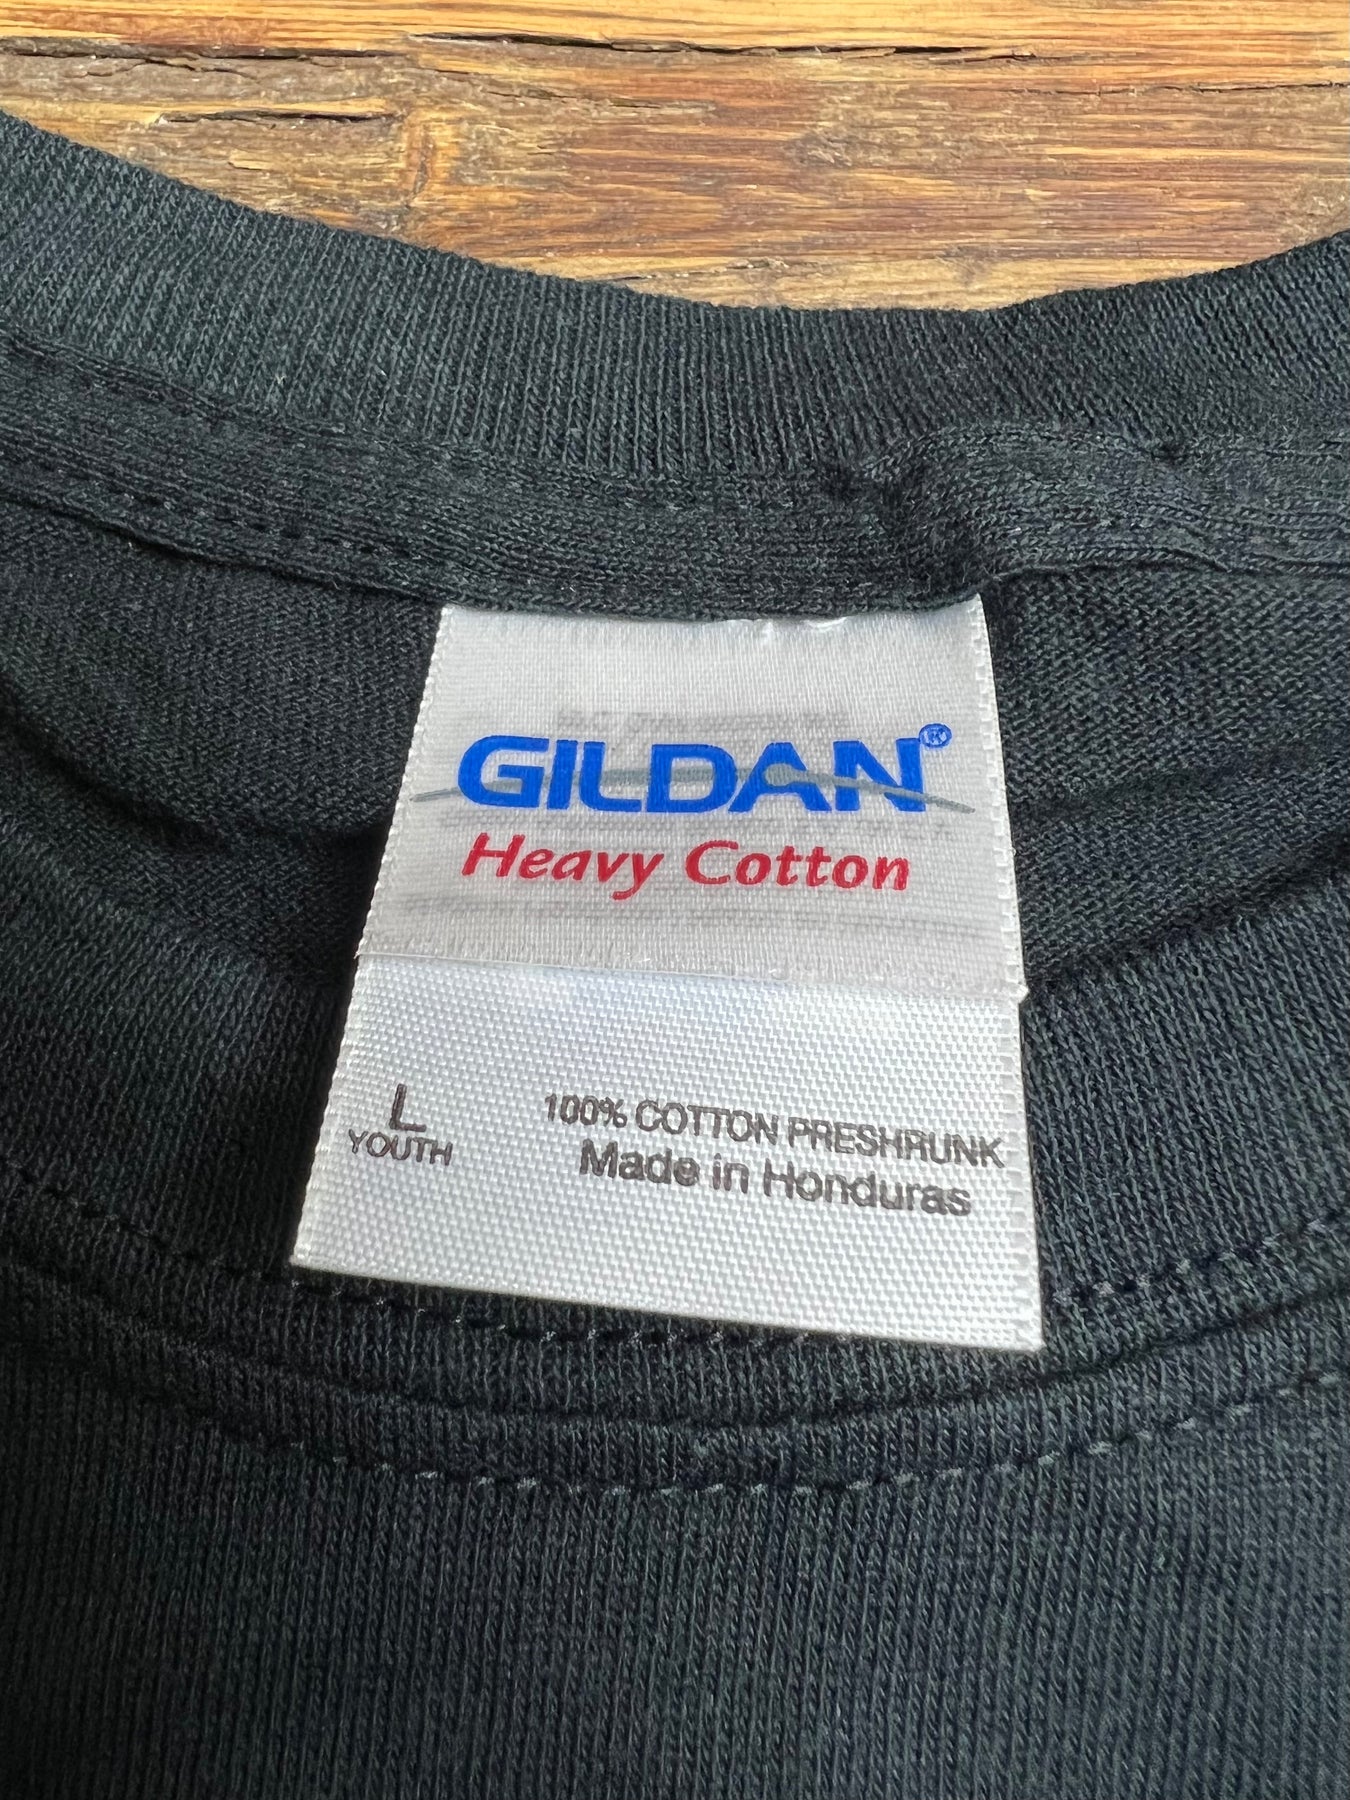 GILDAN®
Heavy Cotton
L
YOUTH
100% COTTON PRESHRUNK
Made in Honduras